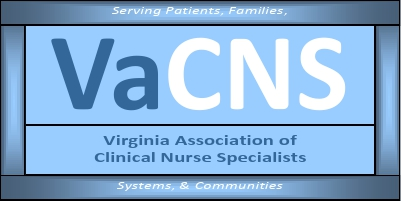 Serving Patients, Families,
VaCNS
Virginia Association of
Clinical Nurse Specialists
Systems, & Communities